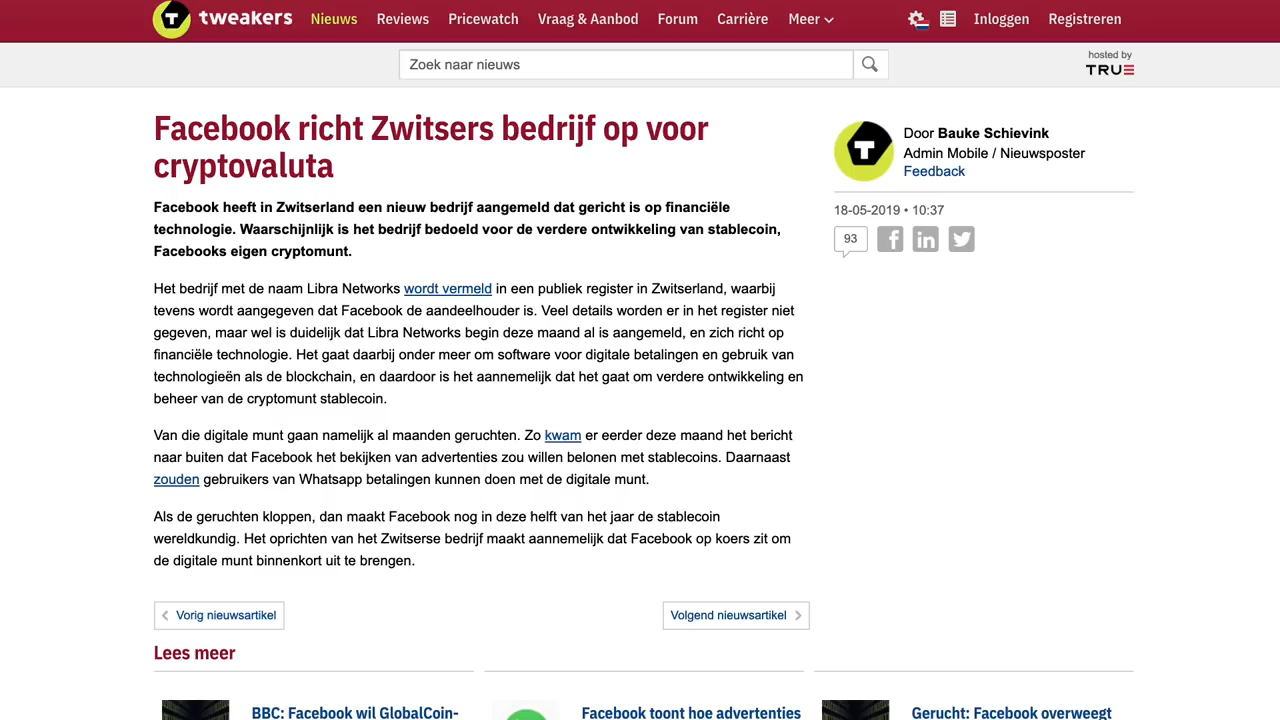 tweakers
Nieuws Reviews Pricewatch Vraag & Aanbod Forum Carrière Meer Inloggen Registreren
Zoek naar nieuws
hosted by
TRUE
Facebook richt Zwitsers bedrijf op voor
cryptovaluta
Facebook heeft in Zwitserland een nieuw bedrijf aangemeld dat gericht is op financiële
technologie. Waarschijnlijk is het bedrijf bedoeld voor de verdere ontwikkeling van stablecoin,
Facebooks eigen cryptomunt.
Het bedrijf met de naam Libra Networks wordt vermeld in een publiek register in Zwitserland, waarbij
tevens wordt aangegeven dat Facebook de aandeelhouder is. Veel details worden er in het register niet
gegeven, maar wel is duidelijk dat Libra Networks begin deze maand al is aangemeld, en zich richt op
financiële technologie. Het gaat daarbij onder meer om software voor digitale betalingen en gebruik van
technologieën als de blockchain, en daardoor is het aannemelijk dat het gaat om verdere ontwikkeling en
beheer van de cryptomunt stablecoin.
Van die digitale munt gaan namelijk al maanden geruchten. Zo kwam er eerder deze maand het bericht
naar buiten dat Facebook het bekijken van advertenties zou willen belonen met stablecoins. Daarnaast
zouden gebruikers van Whatsapp betalingen kunnen doen met de digitale munt.
Als de geruchten kloppen, dan maakt Facebook nog in deze helft van het jaar de stablecoin
wereldkundig. Het oprichten van het Zwitserse bedrijf maakt aannemelijk dat Facebook op koers zit om
de digitale munt binnenkort uit te brengen.
Door Bauke Schievink
Admin Mobile / Nieuwsposter
Feedback
18-05-2019 • 10:37
93
Vorig nieuwsartikel
Volgend nieuwsartikel
Lees meer
BBC: Facebook wil GlobalCoin-
Facebook toont hoe advertenties
Gerucht: Facebook overweegt